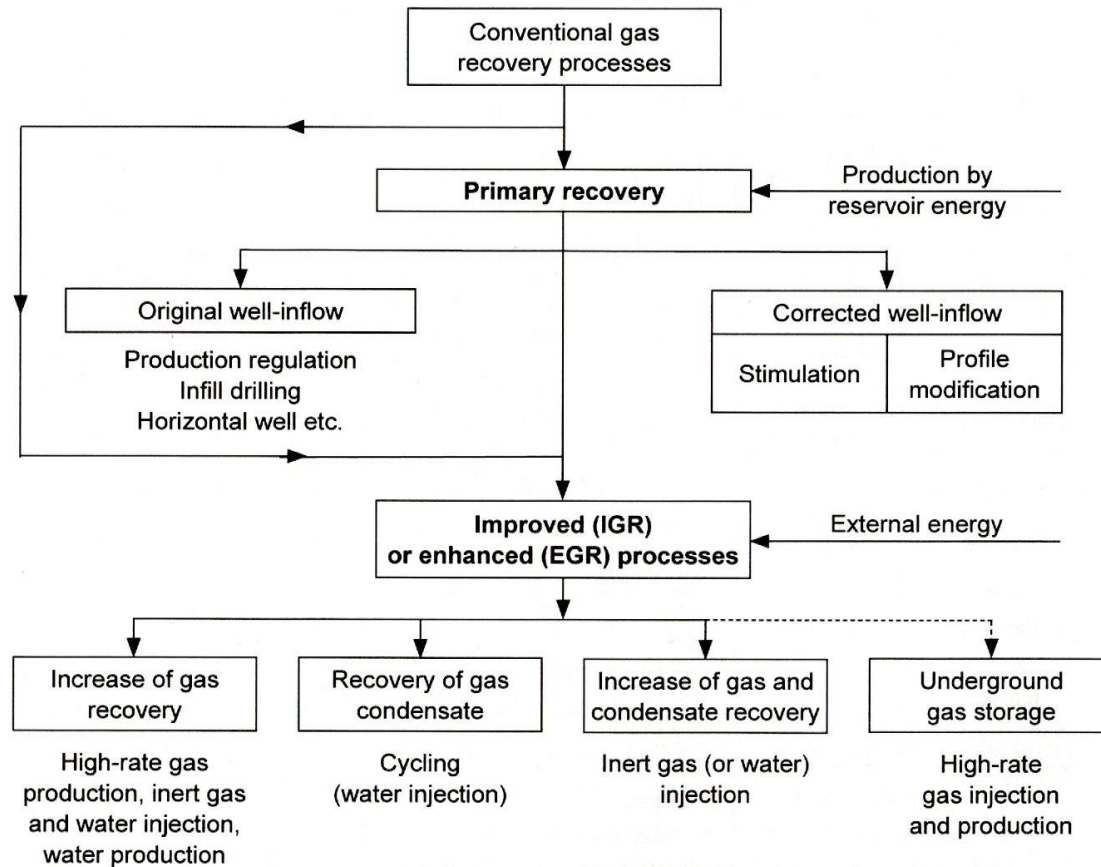 Conventional gas
recovery processes
Primary recovery
Production by
reservoir energy
Original well-inflow
Production regulation
Infill drilling
Horizontal well etc.
Corrected well-inflow
Stimulation
Profile
modification
Improved (IGR)
or enhanced (EGR) processes
External energy
Increase of gas
recovery
High-rate gas
production, inert gas
and water injection,
water production
Recovery of gas
condensate
Cycling
(water injection)
Increase of gas and
condensate recovery
Inert gas (or water)
injection
Underground
gas storage
High-rate
gas injection
and production